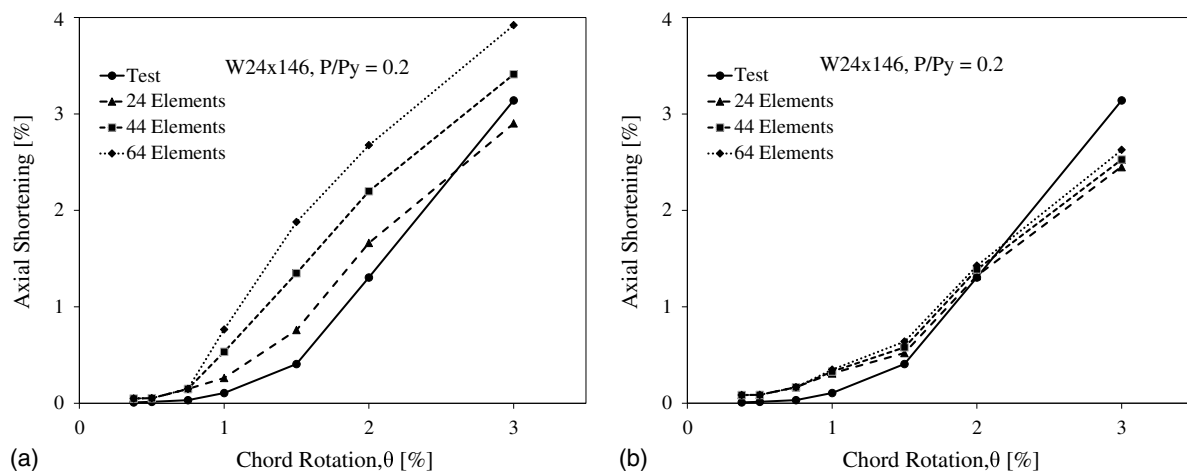 4
3
2
1
0
Axial Shortening [%]
W24x146, P/Py = 0.2
Test
24 Elements
44 Elements
64 Elements
0 1 2 3
(a) Chord Rotation,θ [%]
4
3
2
1
0
Axial Shortening [%]
W24x146, P/Py = 0.2
Test
24 Elements
44 Elements
64 Elements
0 1 2 3
(b) Chord Rotation,θ [%]